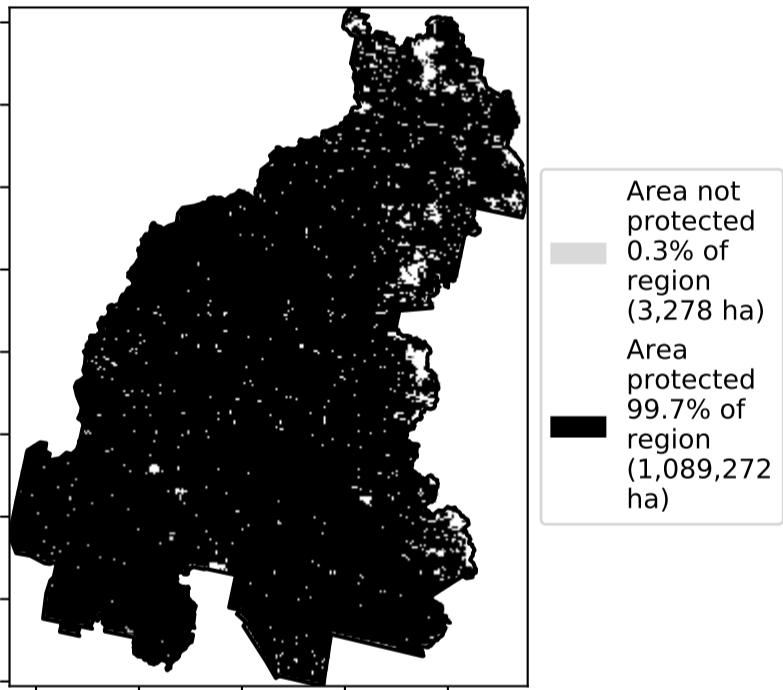 Area not
protected
0.3% of
region
(3,278 ha)
Area
protected
99.7% of
region
(1,089,272
ha)